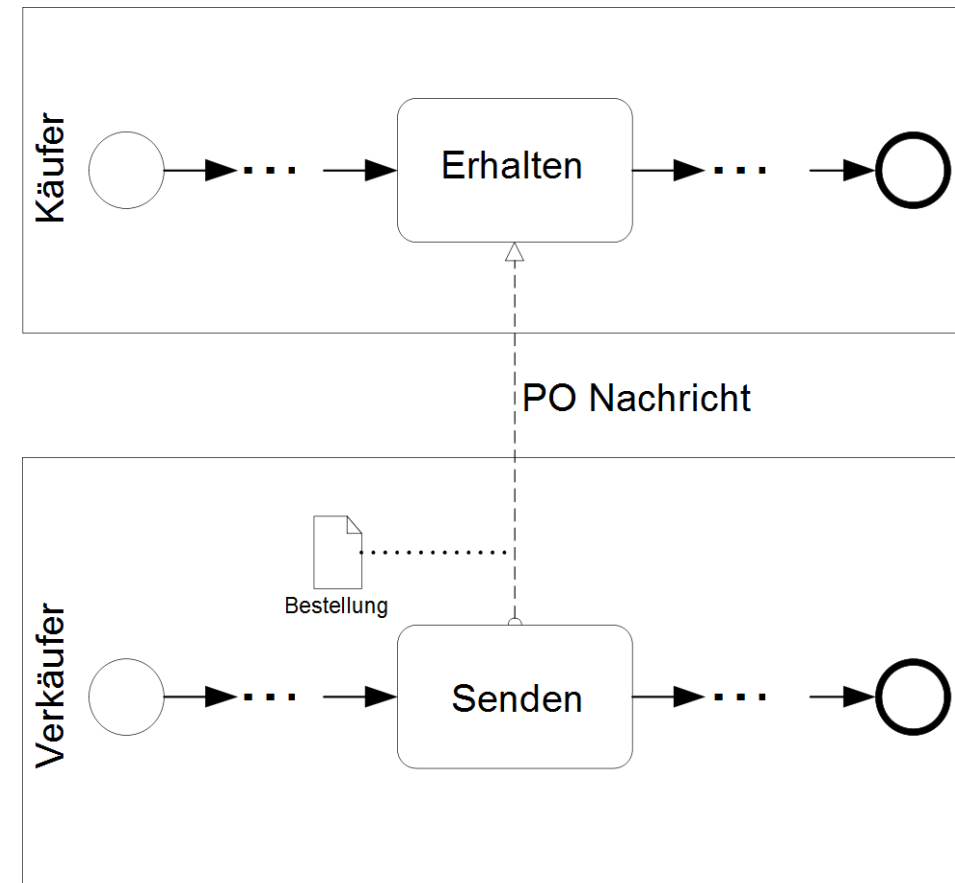 Käufer
Erhalten
PO Nachricht
Bestellung
Verkäufer
Senden